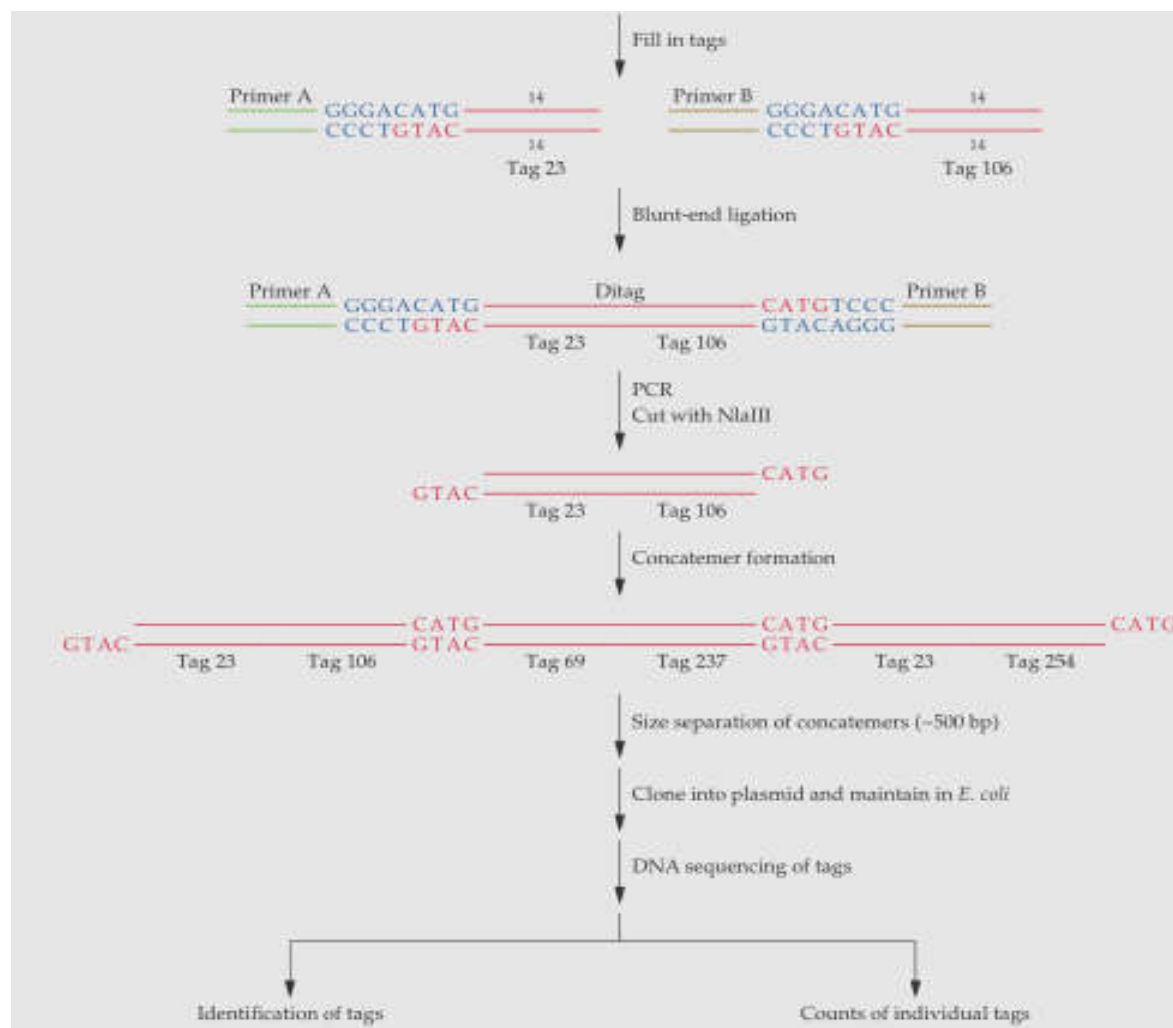 Fill in tags
Primer A 14 Primer B 14
GGGACATG GGGACATG
CCCTGTAC CCCTGTAC
14 14
Tag 23 Tag 106
Blunt-end ligation
Primer A Ditag Primer B
GGGACATG CATGTCCC
CCCTGTAC GTACAGGG
Tag 23 Tag 106
PCR
Cut with NlaIII
CATG
GTAC
Tag 23 Tag 106
Concatemer formation
CATG CATG CATG
GTAC GTAC GTAC
Tag 23 Tag 106 Tag 69 Tag 237 Tag 23 Tag 254
Size separation of concatemers (~500 bp)
Clone into plasmid and maintain in E. coli
DNA sequencing of tags
Identification of tags Counts of individual tags